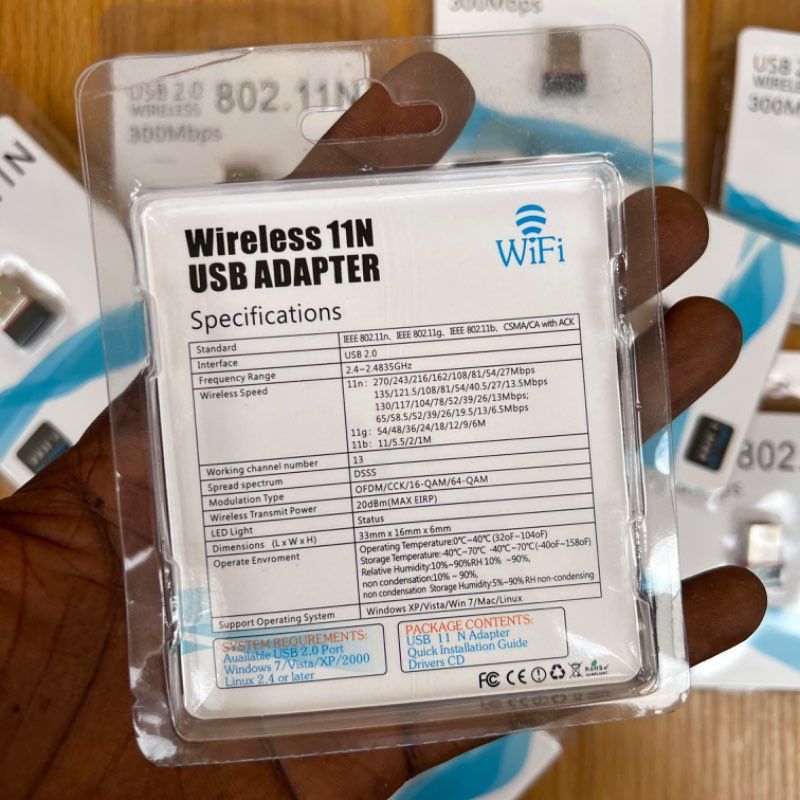 300Mbps
USB 2.0
WIRELESS
802.11N
300Mbps
Wireless 11N
USB ADAPTER
WiFi
Specifications
Standard IEEE 802.11n、IEEE 802.11g、IEEE 802.11b、CSMA/CA with ACK
Interface USB 2.0
Frequency Range 2.4~2.4835GHz
Wireless Speed 11n: 270/243/216/162/108/81/54/27Mbps
135/121.5/108/81/54/40.5/27/13.5Mbps
130/117/104/78/52/39/26/13Mbps;
65/58.5/52/39/26/19.5/13/6.5Mbps
11g: 54/48/36/24/18/12/9/6M
11b: 11/5.5/2/1M
Working channel number 13
Spread spectrum DSSS
Modulation Type OFDM/CCK/16-QAM/64-QAM
Wireless Transmit Power 20dBm(MAX EIRP)
LED Light Status
Dimensions (L x W x H) 33mm x 16mm x 6mm
Operate Envroment Operating Temperature:0℃~40℃ (32oF~104oF)
Storage Temperature:-40℃~70℃ -40℃~70℃(-40oF~158oF)
Relative Humidity:10%~90%RH 10% ~90%,
non condensation:10% ~ 90%,
non condensation Storage Humidity:5%~90% RH non-condensing
Support Operating System Windows XP/Vista/Win 7/Mac/Linux
SYSTEM REQUIREMENTS:
Available USB 2.0 Port
Windows 7/Vista/XP/2000
Linux 2.4 or later
PACKAGE CONTENTS:
USB 11 N Adapter
Quick Installation Guide
Drivers CD
FC CE
RoHS
COMPLIANT
USB 2
WIRELE
300M
802
11N